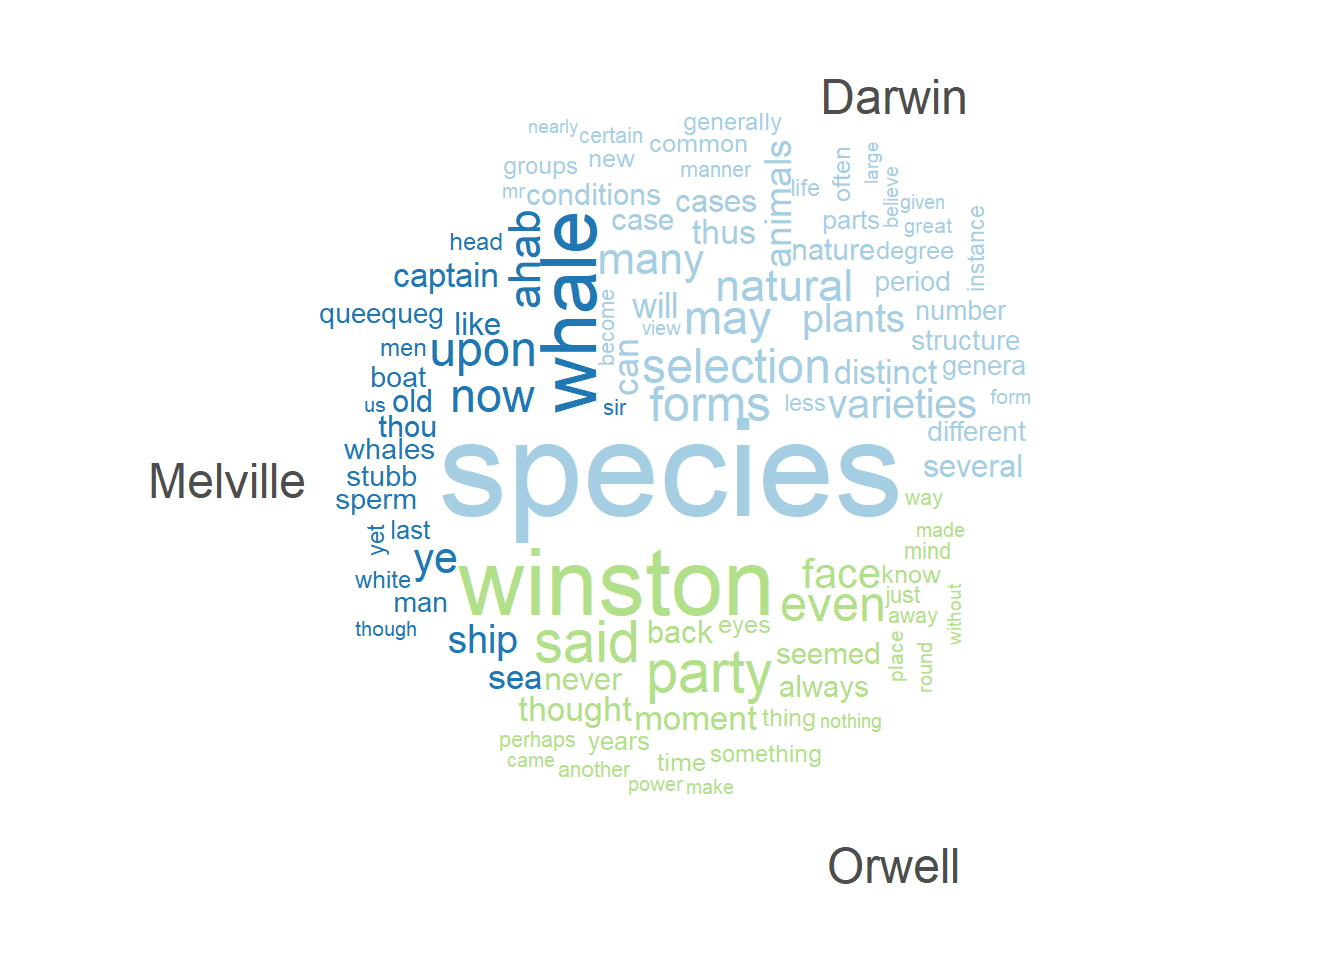 Darwin
nearly
certain
generally
common
groups
new
manner
mr
conditions
cases
case
thus
animals
life
often
large
believe
given
great
parts
nature
degree
instance
many
natural
period
will
view
may
plants
number
become
can
structure
selection
distinct
genera
forms
less
varieties
form
different
several
species
head
ahab
whale
captain
queequeg
like
men
upon
boat
us
old
now
sir
thou
whales
Melville
stubb
sperm
yet
last
ye
white
man
though
ship
sea
way
made
mind
winston
face
know
even
just
away
without
said
back
eyes
party
seemed
place
round
never
always
thought
moment
thing
nothing
perhaps
years
came
another
time
something
power
make
Orwell